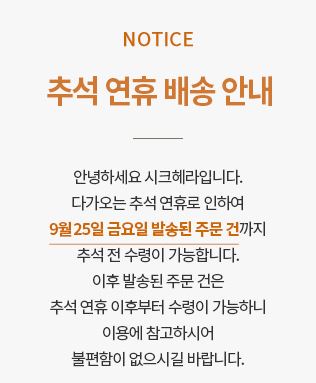 NOTICE
추석 연휴 배송 안내
안녕하세요 시크헤라입니다.
다가오는 추석 연휴로 인하여
9월 25일 금요일 발송된 주문 건까지
추석 전 수령이 가능합니다.
이후 발송된 주문 건은
추석 연휴 이후부터 수령이 가능하니
이용에 참고하시어
불편함이 없으시길 바랍니다.